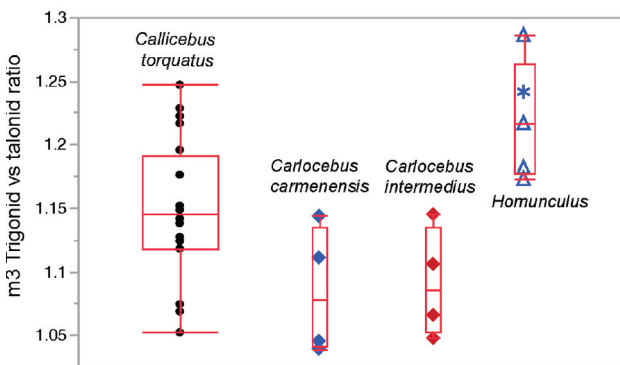 m3 Trigonid vs talonid ratio
1.3
1.25
1.2
1.15
1.1
1.05
Callicebus
torquatus
Carlocebus
carmenensis
Carlocebus
intermedius
Homunculus